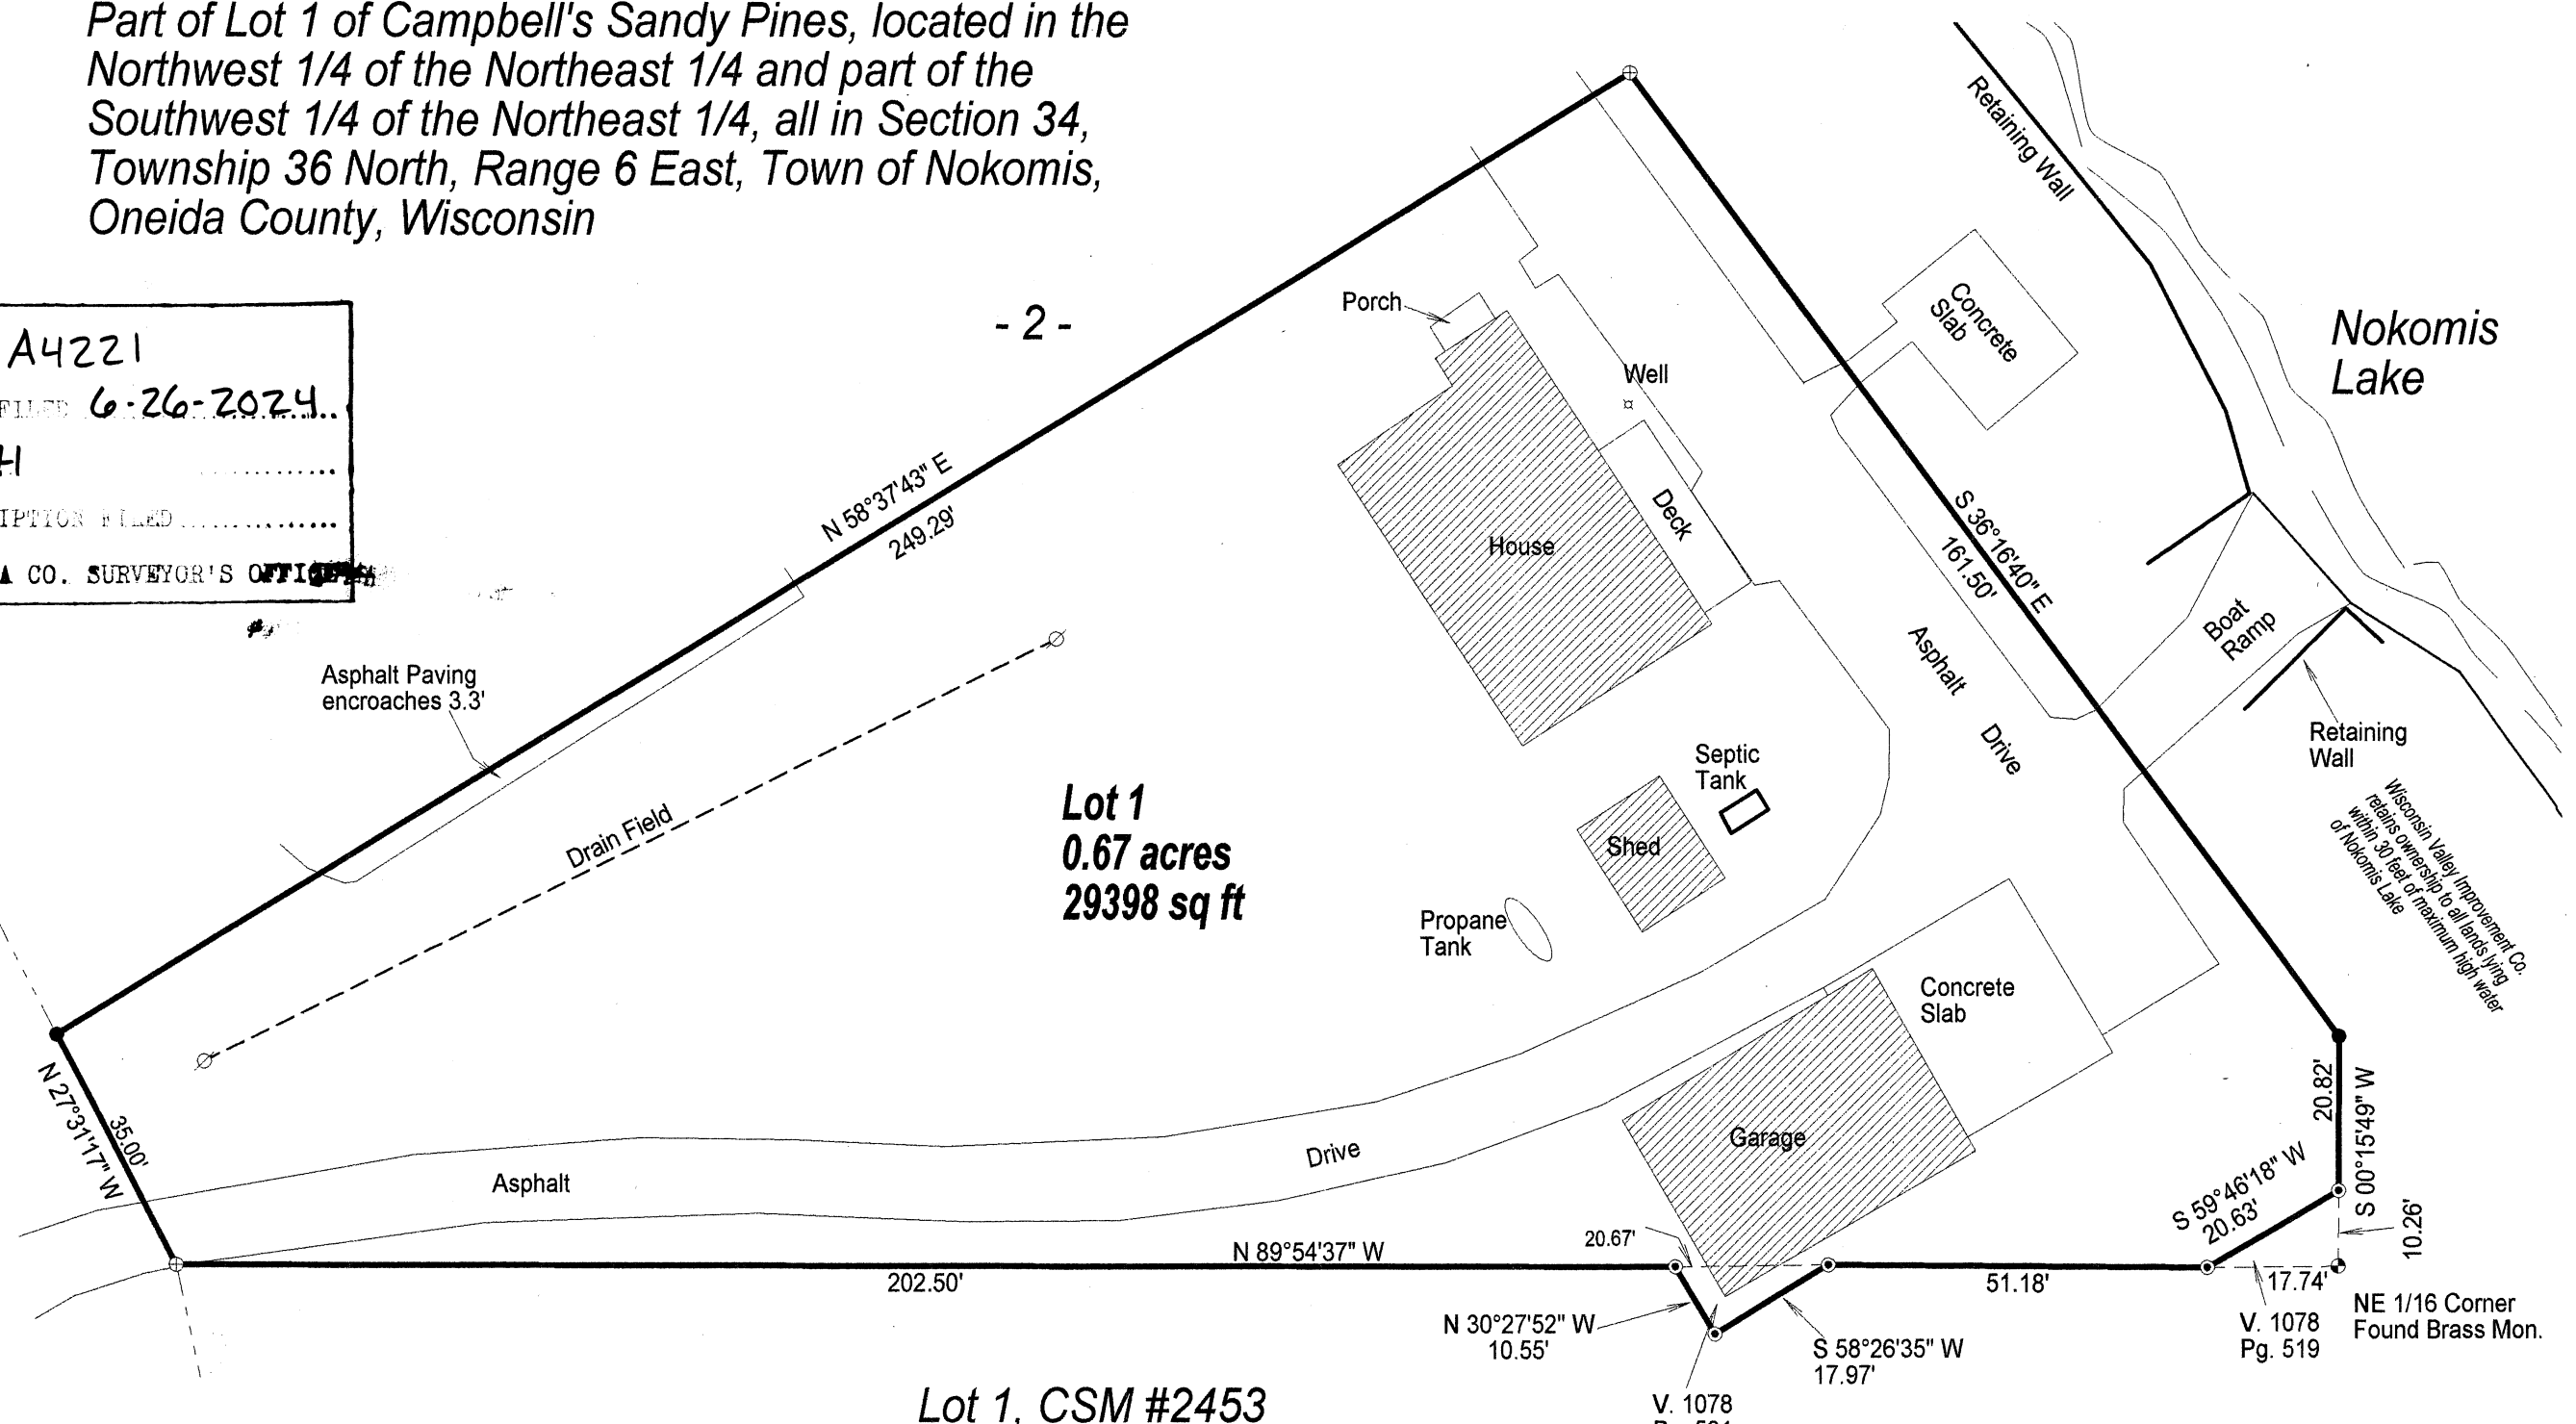 Part of Lot 1 of Campbell's Sandy Pines, located in the
Northwest 1/4 of the Northeast 1/4 and part of the
Southwest 1/4 of the Northeast 1/4, all in Section 34,
Township 36 North, Range 6 East, Town of Nokomis,
Oneida County, Wisconsin
A4221
FILED 6-26-2024
H
IPTION FILED
A CO. SURVEYOR'S OFFICE
- 2 -
Retaining Wall
Concrete
Slab
Nokomis
Lake
Porch
Well
Deck
House
N 58°37'43" E
249.29'
S 36°16'40" E
161.50'
Asphalt
Drive
Boat
Ramp
Retaining
Wall
Wisconsin Valley Improvement Co.
retains ownership to all lands lying
within 30 feet of maximum high water
of Nokomis Lake
Asphalt Paving
encroaches 3.3'
Drain Field
Lot 1
0.67 acres
29398 sq ft
Septic
Tank
Shed
Propane
Tank
Concrete
Slab
Garage
N 27°31'17" W
35.00'
Asphalt
Drive
20.82'
S 00°15'49" W
S 59°46'18" W
20.63'
10.26'
N 89°54'37" W
202.50'
20.67'
51.18'
17.74'
N 30°27'52" W
10.55'
S 58°26'35" W
17.97'
V. 1078
Pg. 519
NE 1/16 Corner
Found Brass Mon.
V. 1078
Lot 1, CSM #2453